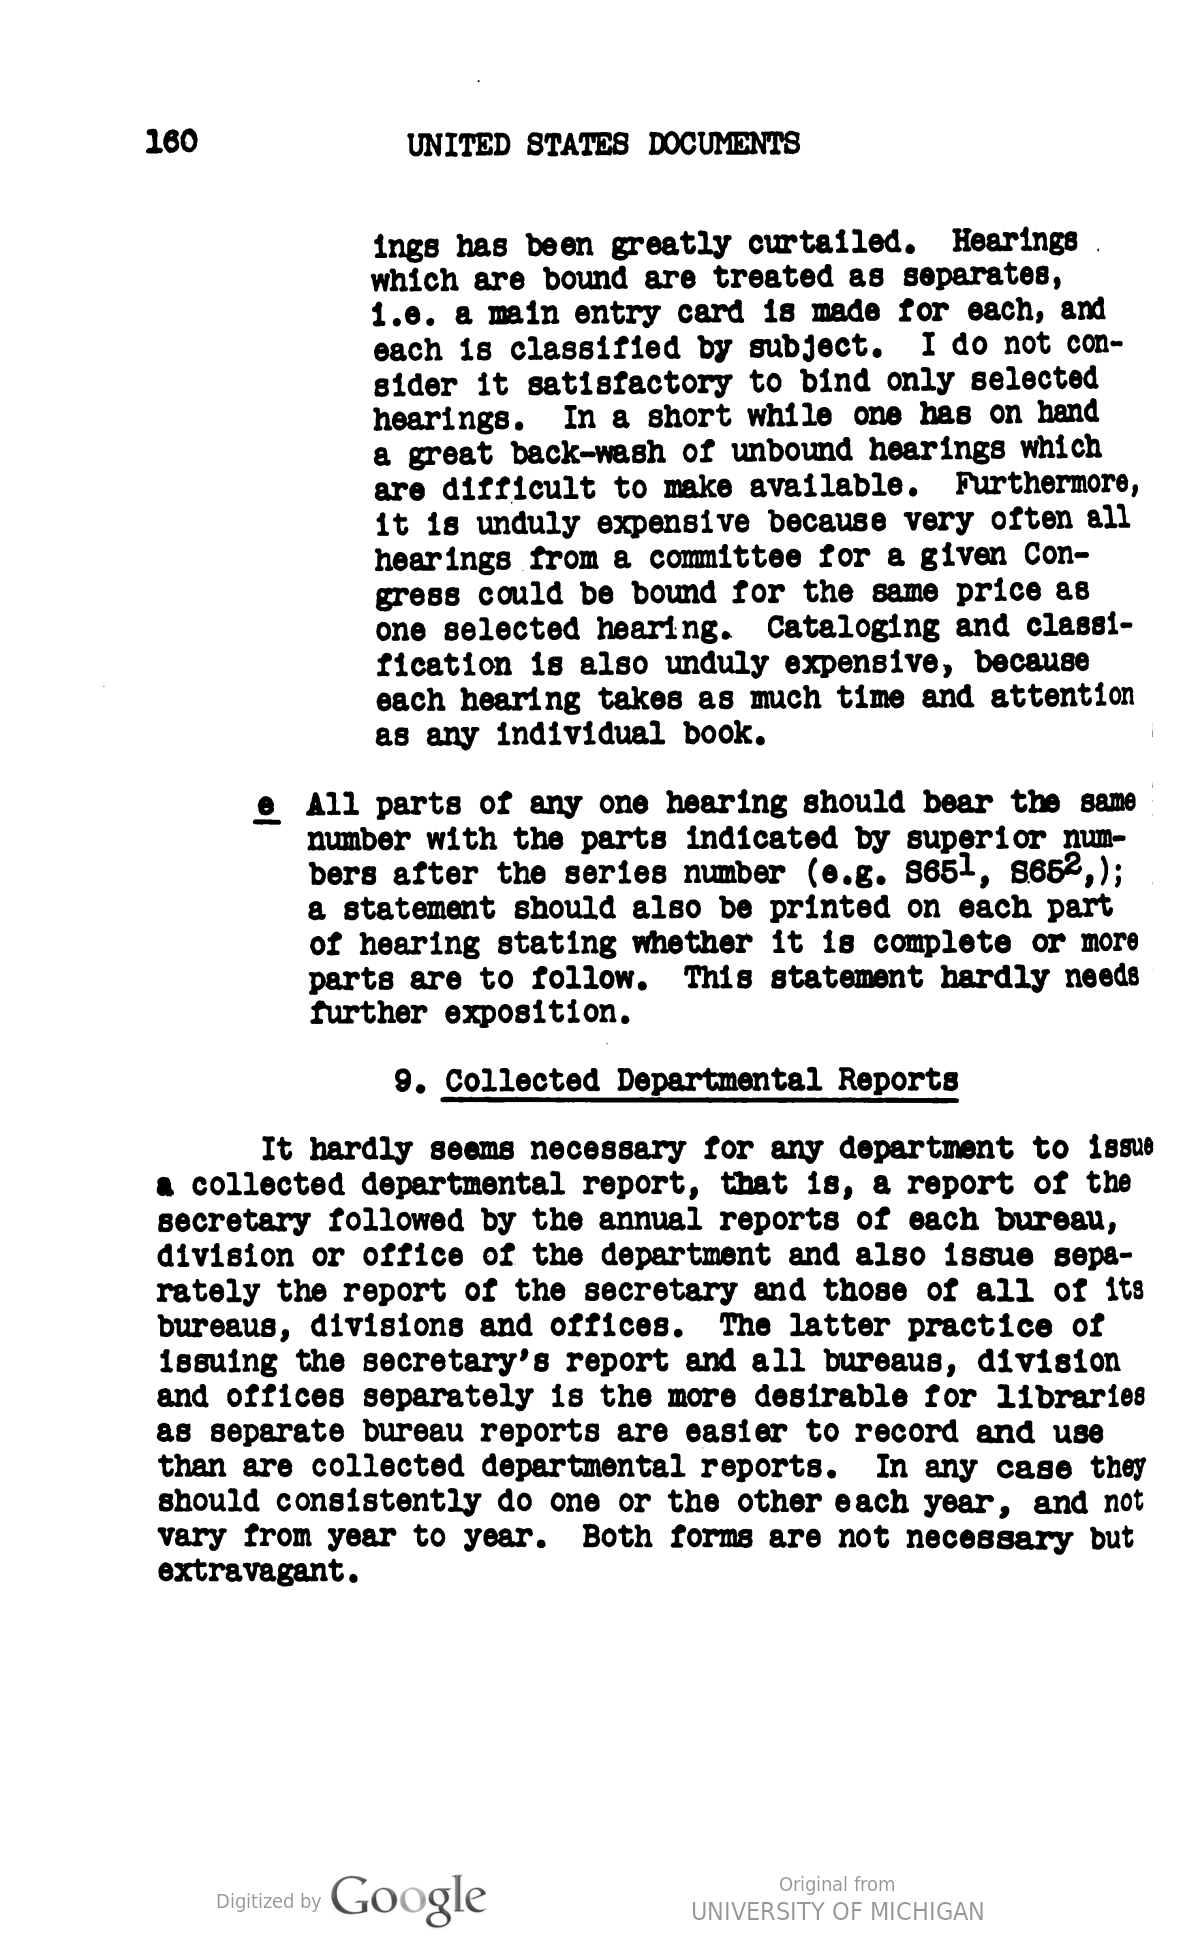 160
UNITED STATES DOCUMENTS
ings has been greatly curtailed. Hearings
which are bound are treated as separates,
i.e. a main entry card is made for each, and
each is classified by subject. I do not con-
sider it satisfactory to bind only selected
hearings. In a short while one has on hand
a great back-wash of unbound hearings which
are difficult to make available. Furthermore,
it is unduly expensive because very often all
hearings from a committee for a given Con-
gress could be bound for the same price as
one selected hearing. Cataloging and classi-
fication is also unduly expensive, because
each hearing takes as much time and attention
as any individual book.
e All parts of any one hearing should bear the same
number with the parts indicated by superior num-
bers after the series number (e.g. S65¹, S65²,);
a statement should also be printed on each part
of hearing stating whether it is complete or more
parts are to follow. This statement hardly needs
further exposition.
9. Collected Departmental Reports
It hardly seems necessary for any department to issue
a collected departmental report, that is, a report of the
secretary followed by the annual reports of each bureau,
division or office of the department and also issue sepa-
rately the report of the secretary and those of all of its
bureaus, divisions and offices. The latter practice of
issuing the secretary's report and all bureaus, division
and offices separately is the more desirable for libraries
as separate bureau reports are easier to record and use
than are collected departmental reports. In any case they
should consistently do one or the other each year, and not
vary from year to year. Both forms are not necessary but
extravagant.
Digitized by Google
Original from
UNIVERSITY OF MICHIGAN